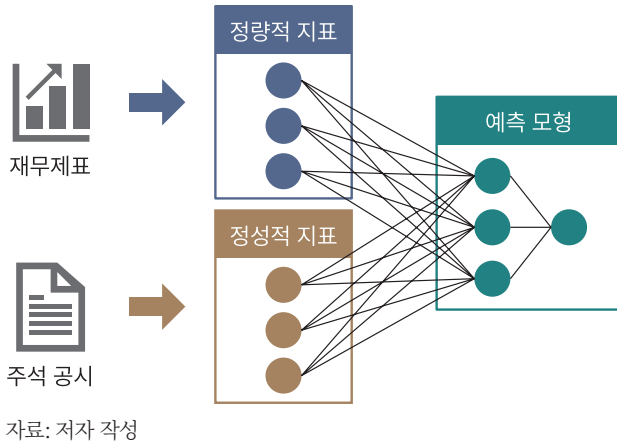 정량적 지표
재무제표
예측 모형
정성적 지표
주석 공시
자료: 저자 작성